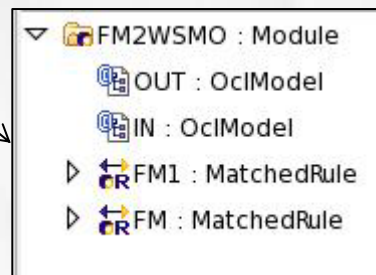 FM2WSMO : Module
OUT : OclModel
IN : OclModel
FM1 : MatchedRule
FM : MatchedRule